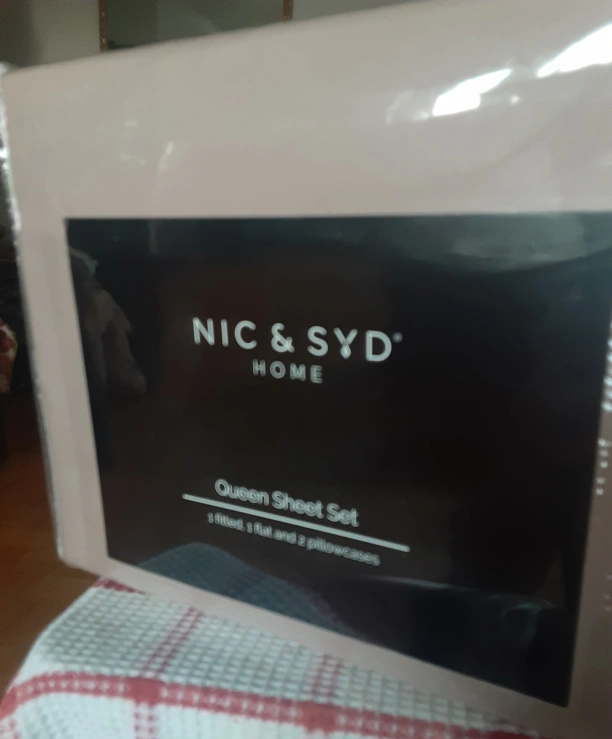 NIC & SYD®
HOME
Queen Sheet Set
1 fitted, 1 flat and 2 pillowcases